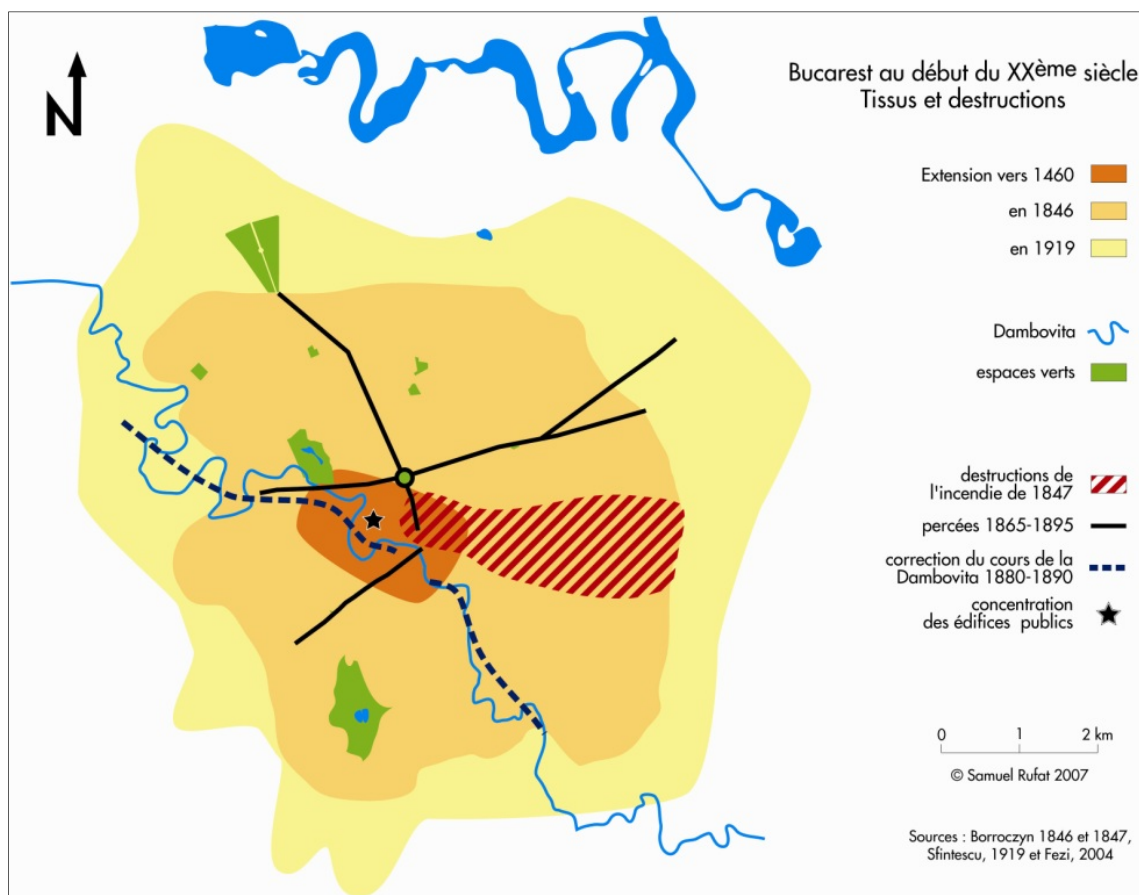 N
Bucarest au début du XXème siècle
Tissus et destructions
Extension vers 1460
en 1846
en 1919
Dambovita
espaces verts
destructions de
l'incendie de 1847
percées 1865-1895
correction du cours de la
Dambovita 1880-1890
concentration
des édifices publics
0 1 2 km
© Samuel Rufat 2007
Sources : Borroczyn 1846 et 1847,
Sfintescu, 1919 et Fezi, 2004